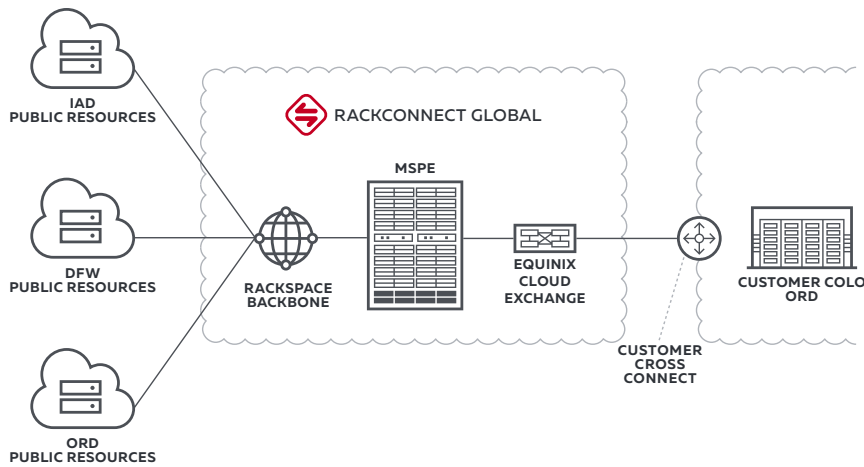 IAD
PUBLIC RESOURCES
RACKCONNECT GLOBAL
MSPE
DFW
PUBLIC RESOURCES
RACKSPACE
BACKBONE
EQUINIX
CLOUD
EXCHANGE
CUSTOMER COLO
ORD
CUSTOMER
CROSS
CONNECT
ORD
PUBLIC RESOURCES